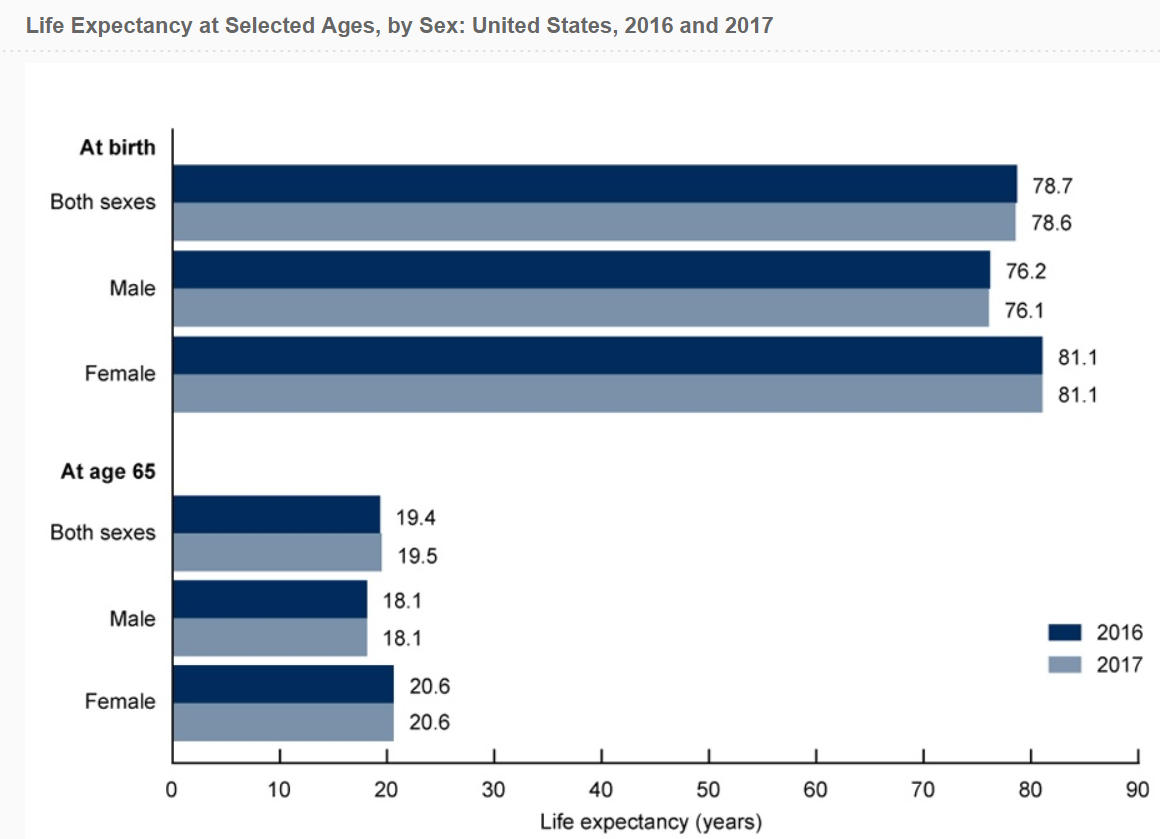 Life Expectancy at Selected Ages, by Sex: United States, 2016 and 2017
At birth
Both sexes
78.7
78.6
Male
76.2
76.1
Female
81.1
81.1
At age 65
Both sexes
19.4
19.5
Male
18.1
18.1
Female
20.6
20.6
2016
2017
0 10 20 30 40 50 60 70 80 90
Life expectancy (years)